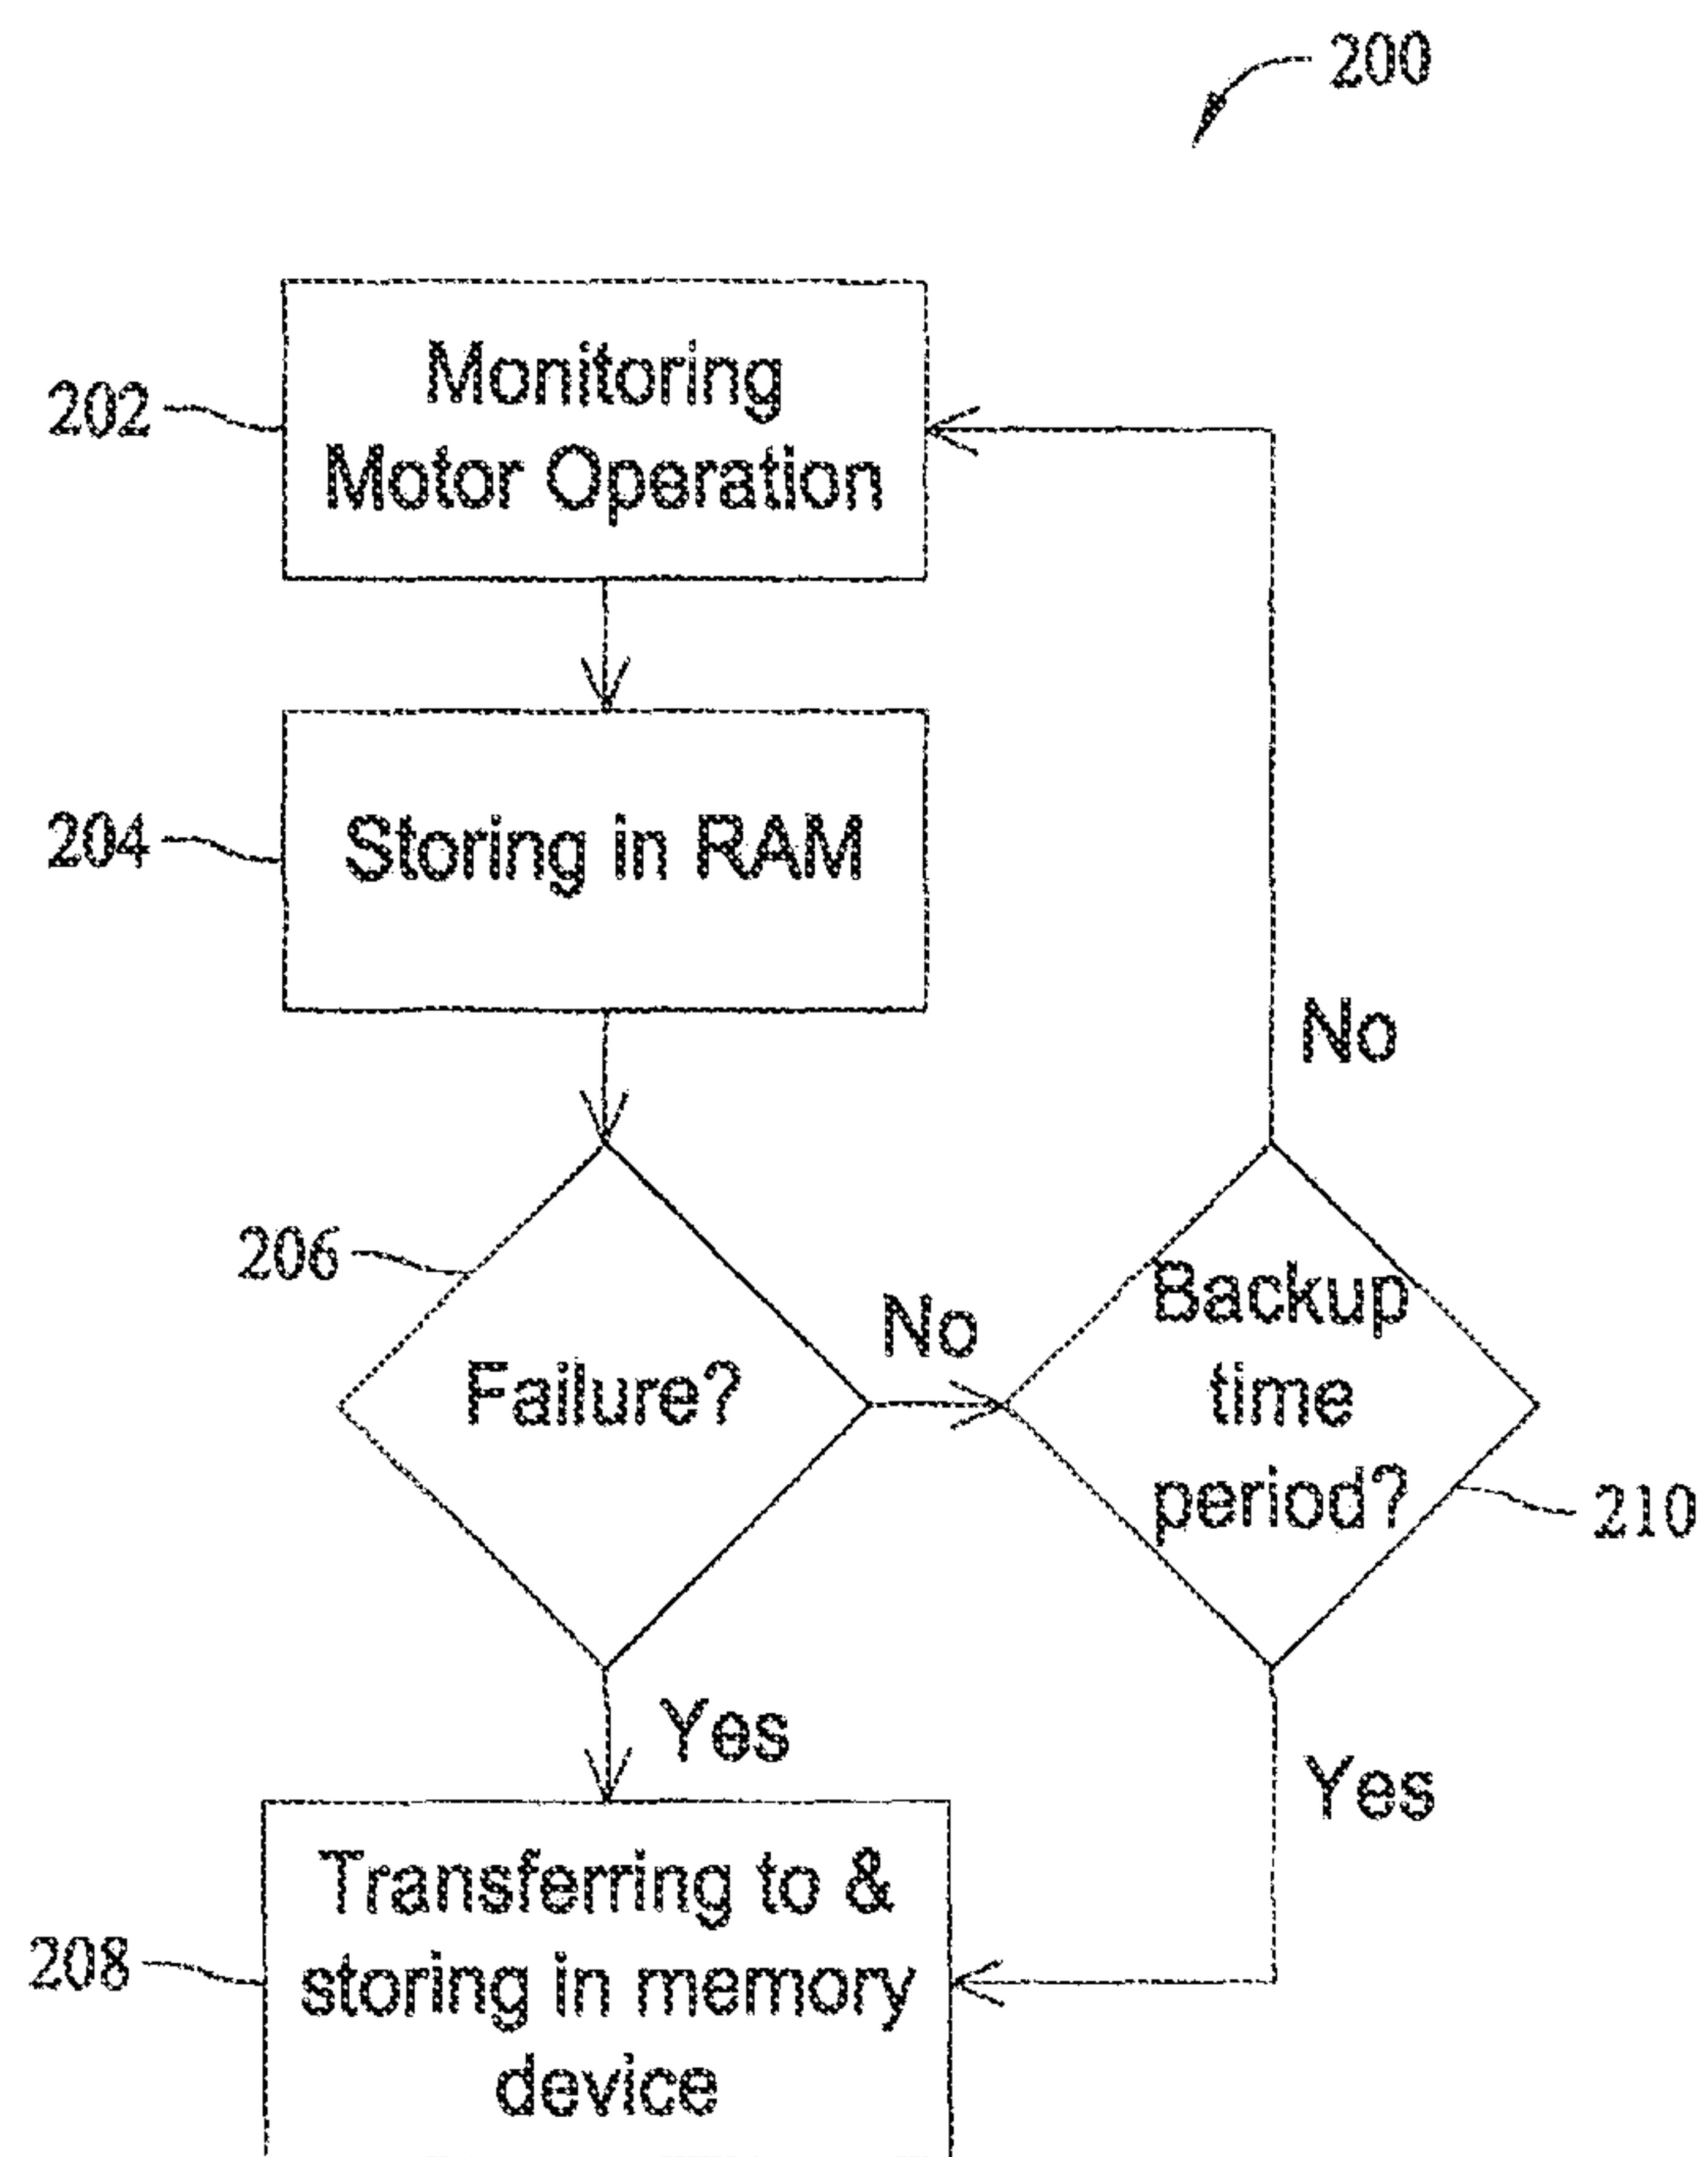 200
202
Monitoring
Motor Operation
204
Storing in RAM
No
206
Failure?
No
Backup
time
period?
210
Yes
Yes
208
Transferring to &
storing in memory
device